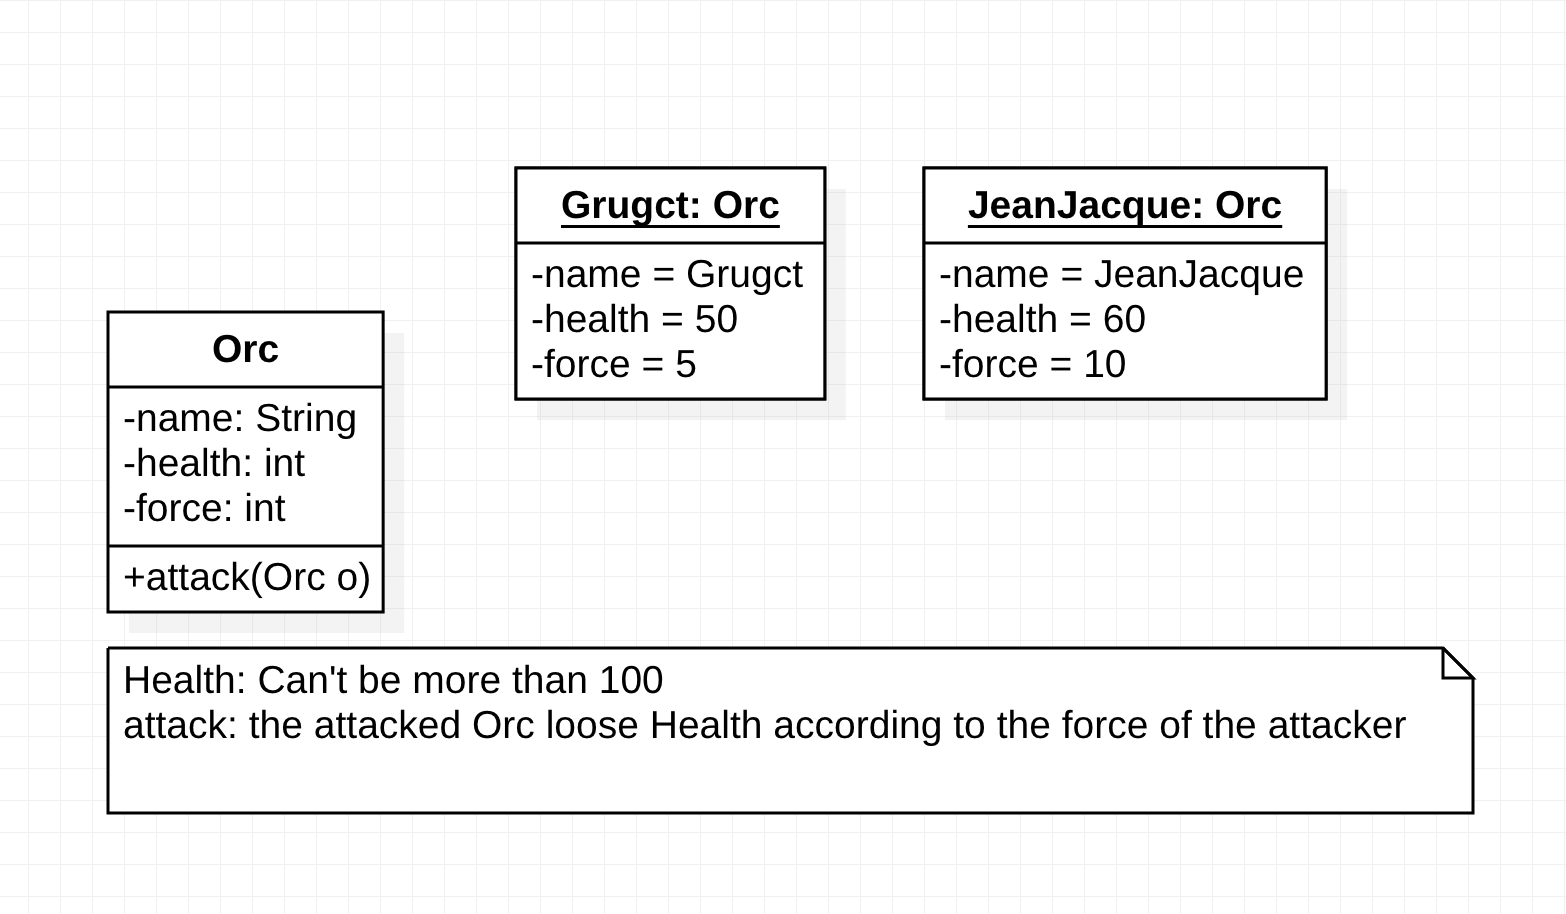 Grugct: Orc
-name = Grugct
-health = 50
-force = 5
JeanJacque: Orc
-name = JeanJacque
-health = 60
-force = 10
Orc
-name: String
-health: int
-force: int
+attack(Orc o)
Health: Can't be more than 100
attack: the attacked Orc loose Health according to the force of the attacker